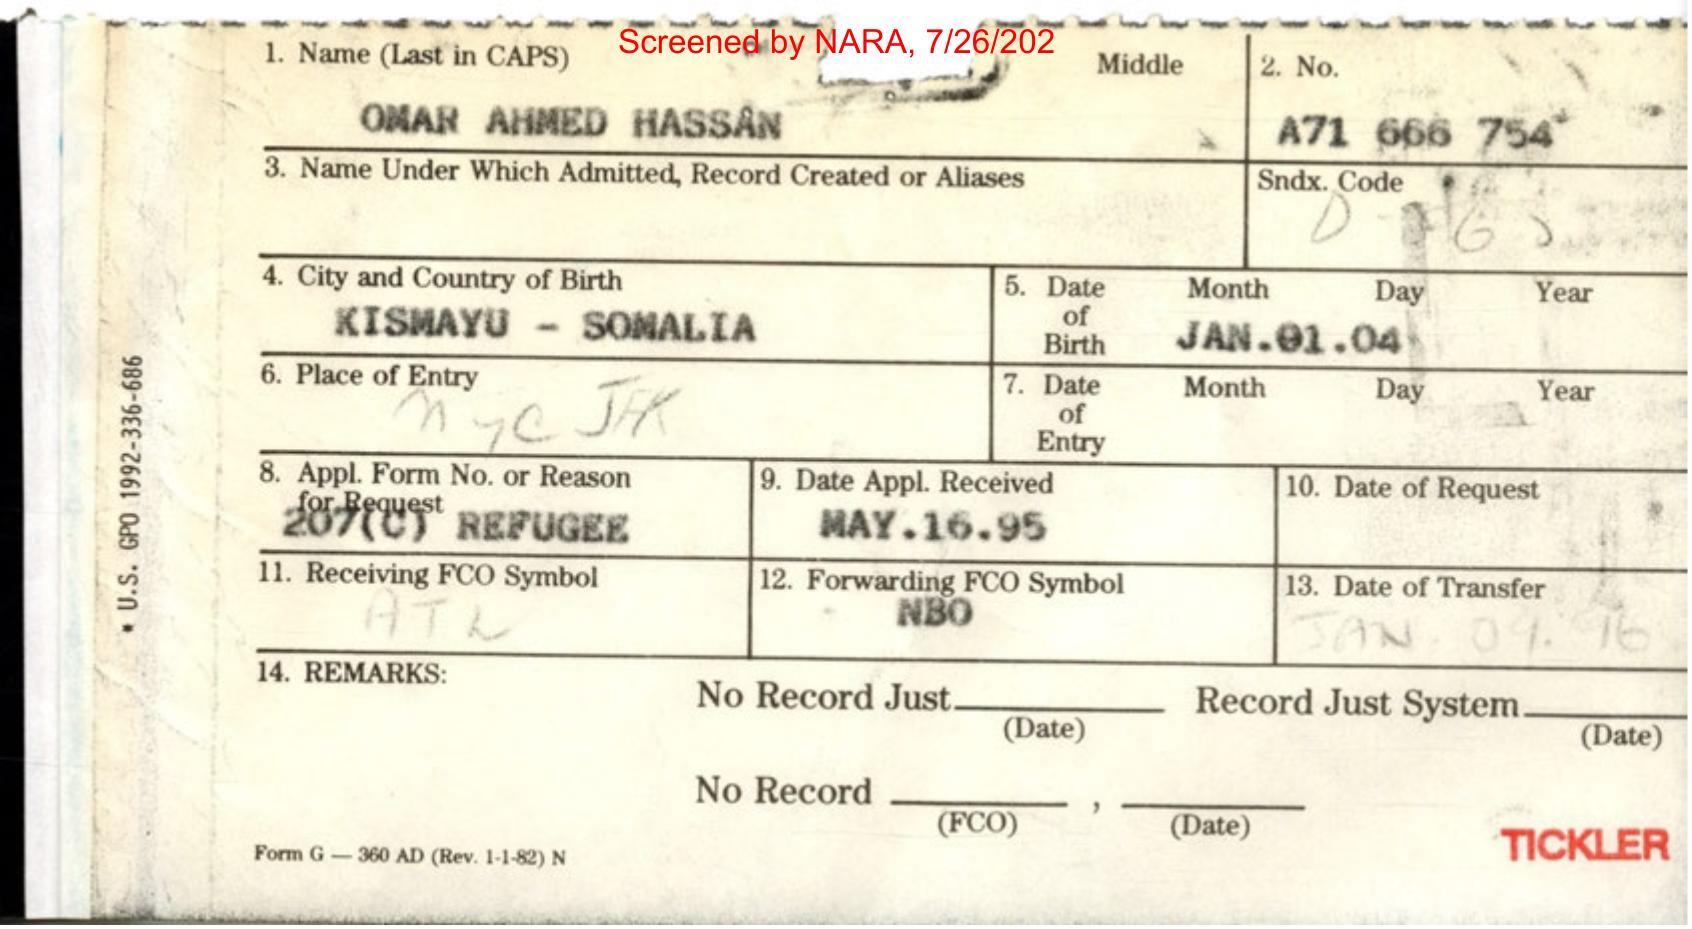 Screened by NARA, 7/26/202
1. Name (Last in CAPS) Middle 2. No.
OMAR AHMED HASSAN A71 666 754
3. Name Under Which Admitted, Record Created or Aliases Sndx. Code
4. City and Country of Birth 5. Date of Birth Month Day Year
KISMAYU - SOMALIA JAN.01.04
6. Place of Entry 7. Date of Entry Month Day Year
NYC JFK
8. Appl. Form No. or Reason for Request 9. Date Appl. Received 10. Date of Request
207(C) REFUGEE MAY.16.95
11. Receiving FCO Symbol 12. Forwarding FCO Symbol 13. Date of Transfer
ATL NBO JAN. 09. 96
14. REMARKS:
No Record Just Record Just System
(Date) (Date)
No Record ,
(FCO) (Date)
TICKLER
Form G — 360 AD (Rev. 1-1-82) N
* U.S. GPO 1992-336-686